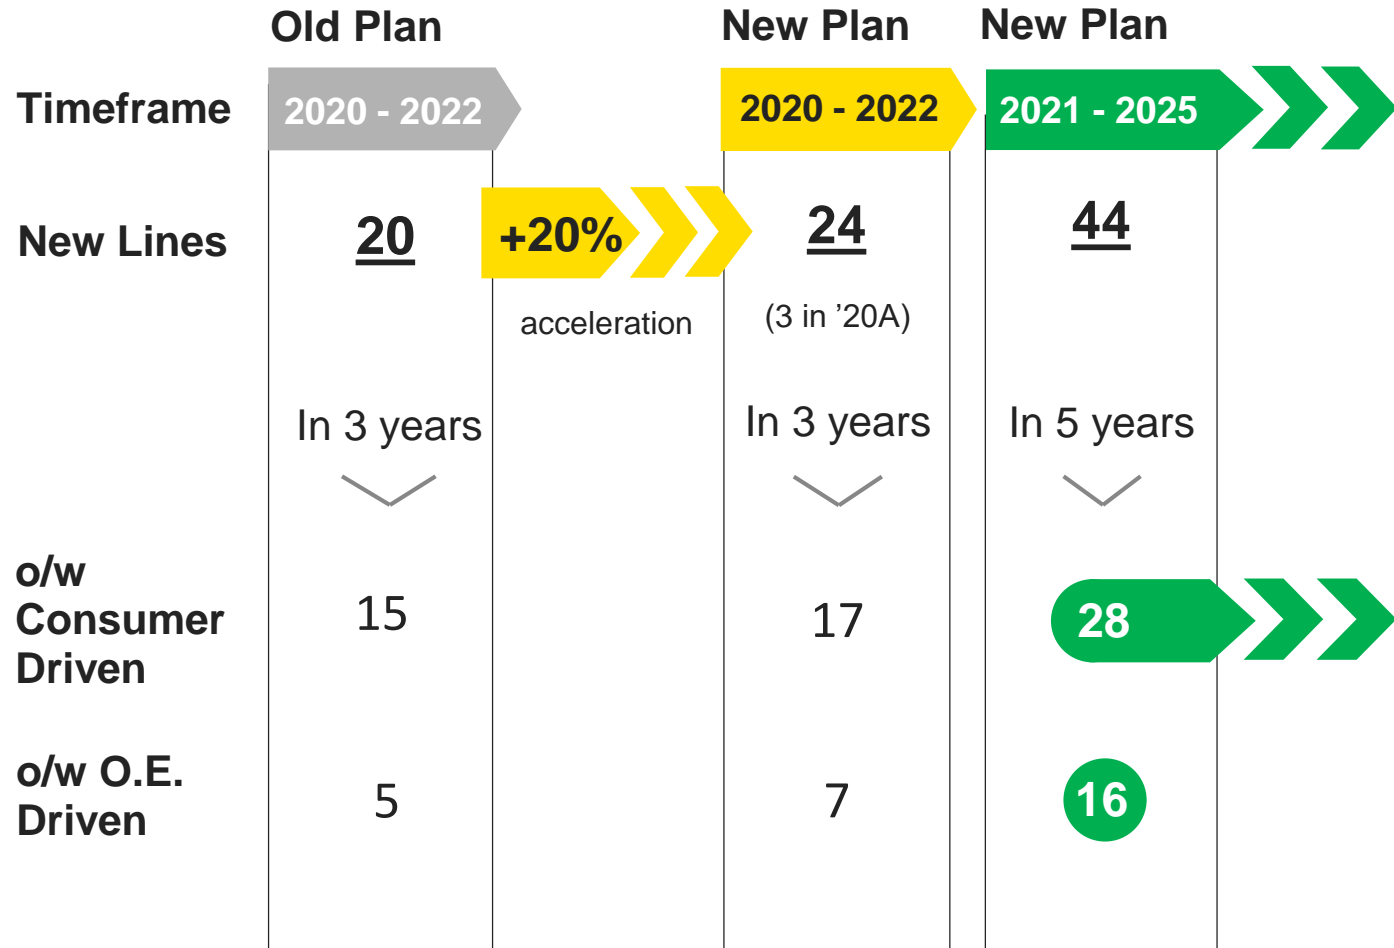 Old Plan
New Plan
New Plan
Timeframe
2020 - 2022
2020 - 2022
2021 - 2025
New Lines
20
+20%
24
44
acceleration
(3 in ’20A)
In 3 years
In 3 years
In 5 years
o/w
Consumer
Driven
15
17
28
o/w O.E.
Driven
5
7
16